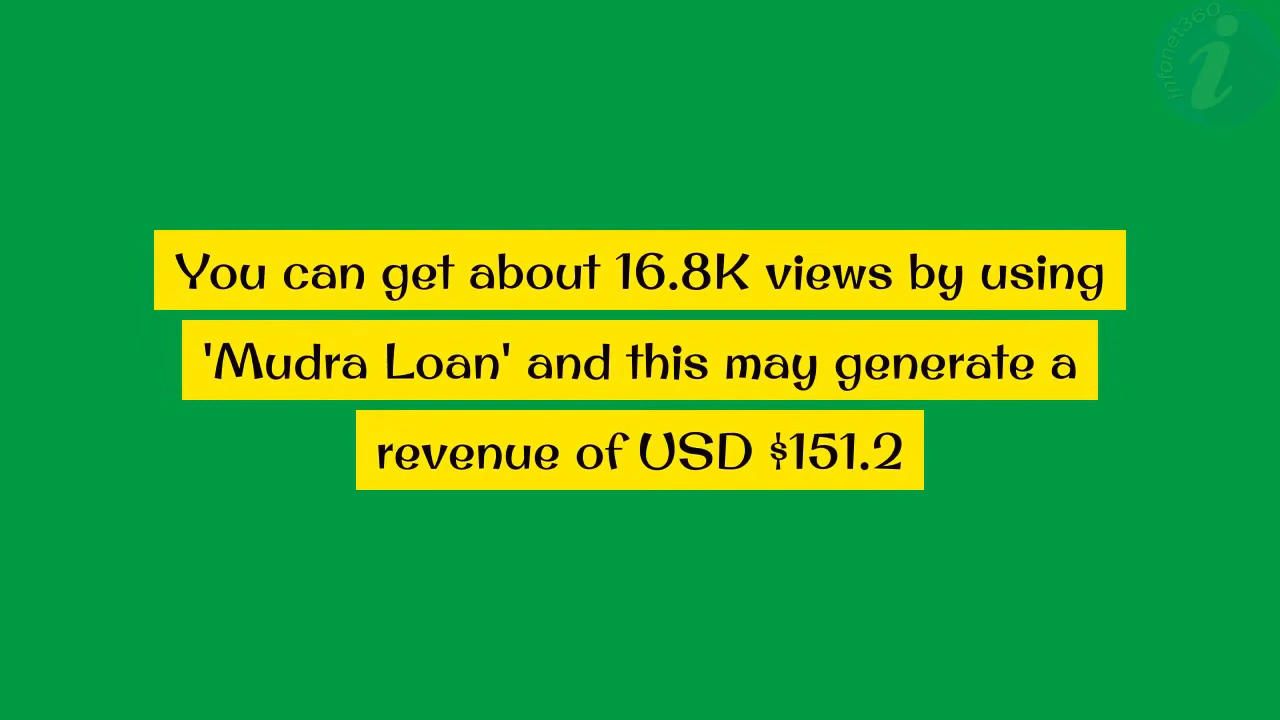 infonet360
You can get about 16.8K views by using
'Mudra Loan' and this may generate a
revenue of USD $151.2